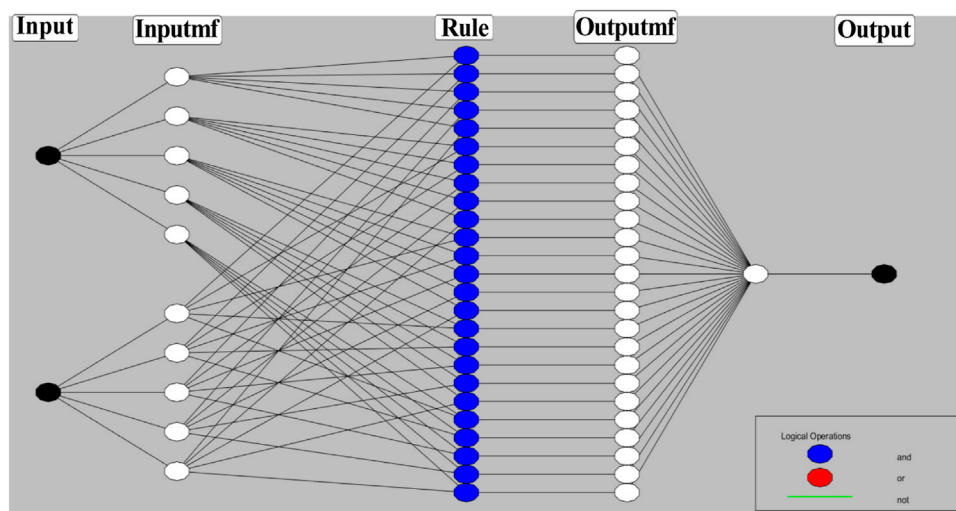 Input
Inputmf
Rule
Outputmf
Output
Logical Operations
and
or
not